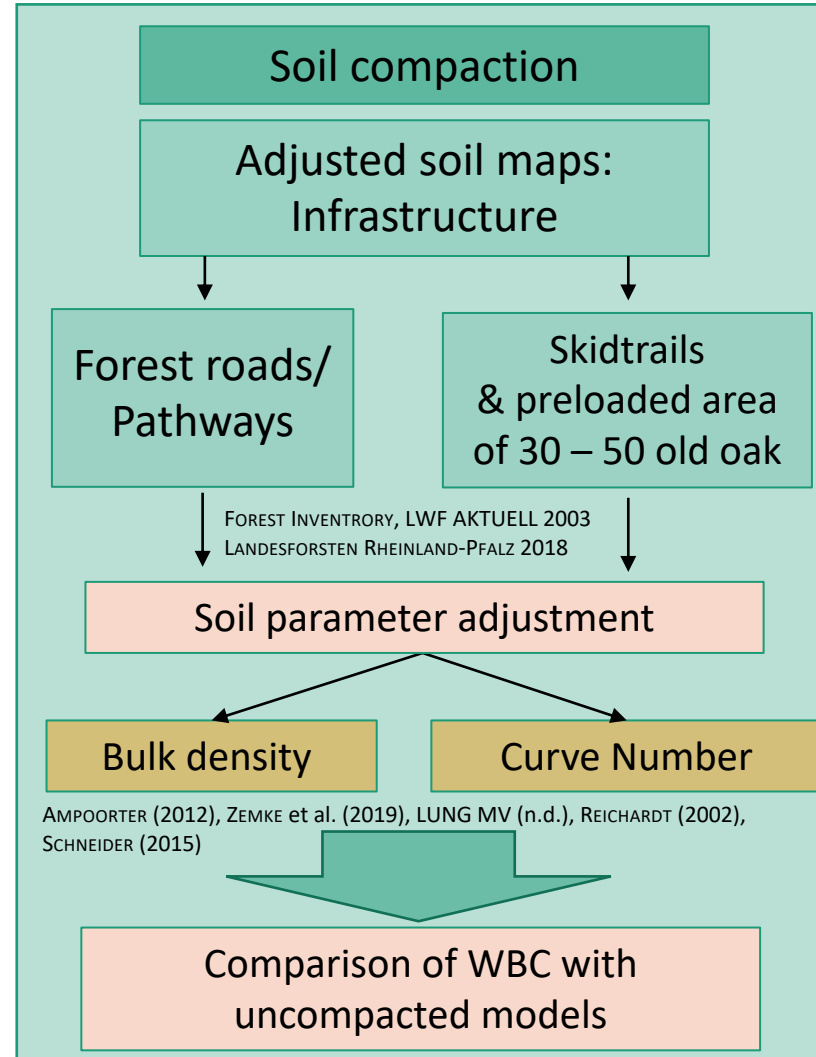 Soil compaction
Adjusted soil maps:
Infrastructure
Forest roads/
Pathways
Skidtrails
& preloaded area
of 30 – 50 old oak
FOREST INVENTRORY, LWF AKTUELL 2003
LANDESFORSTEN RHEINLAND-PFALZ 2018
Soil parameter adjustment
Bulk density
Curve Number
AMPOORTER (2012), ZEMKE et al. (2019), LUNG MV (n.d.), REICHARDT (2002),
SCHNEIDER (2015)
Comparison of WBC with
uncompacted models